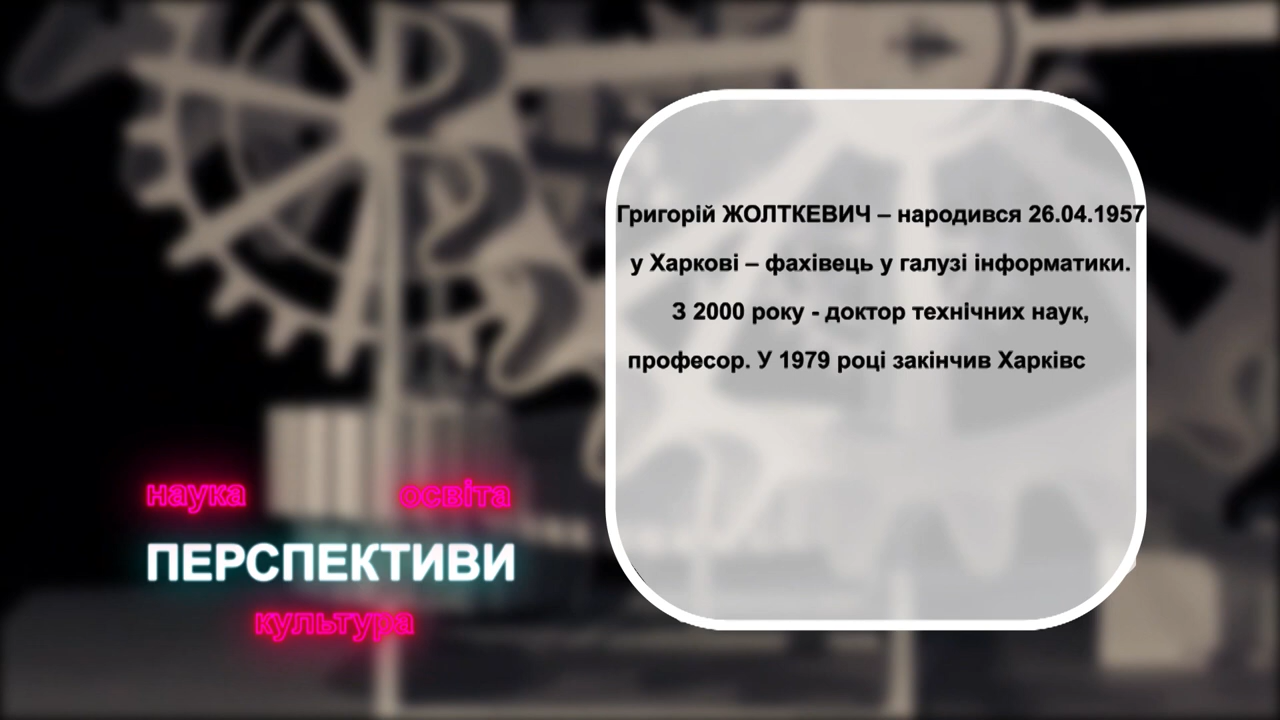 Григорій ЖОЛТКЕВИЧ – народився 26.04.1957
у Харкові – фахівець у галузі інформатики.
З 2000 року - доктор технічних наук,
професор. У 1979 році закінчив Харківс
наука освіта
ПЕРСПЕКТИВИ
культура